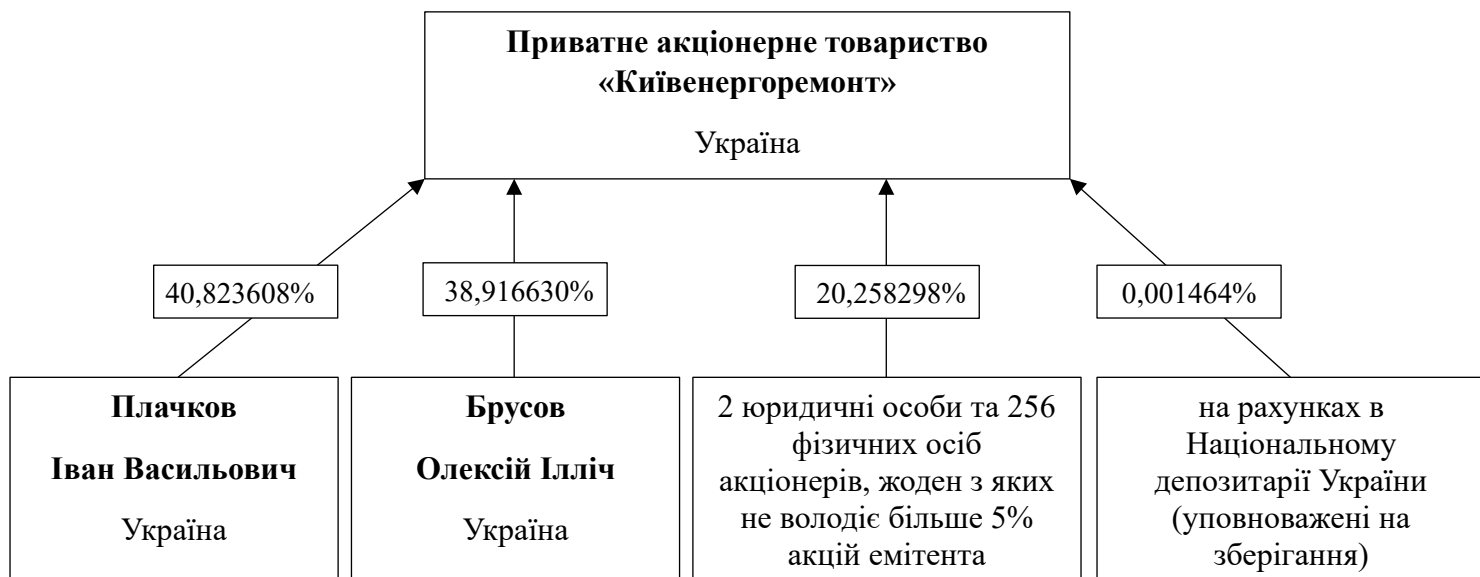 Приватне акціонерне товариство
«Київенергоремонт»
Україна
40,823608%
38,916630%
20,258298%
0,001464%
Плачков
Іван Васильович
Україна
Брусов
Олексій Ілліч
Україна
2 юридичні особи та 256
фізичних осіб
акціонерів, жоден з яких
не володіє більше 5%
акцій емітента
на рахунках в
Національному
депозитарії України
(уповноважені на
зберігання)